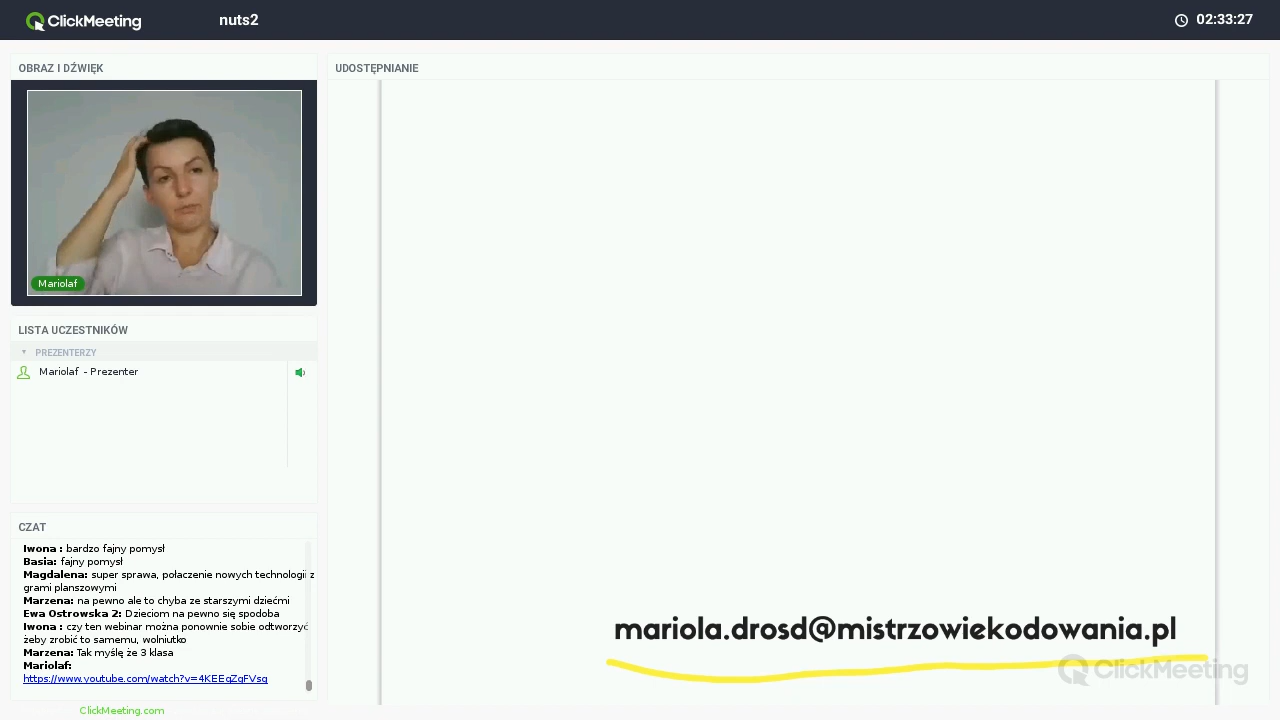 ClickMeeting
nuts2
02:33:27
OBRAZ I DŹWIĘK
Mariolaf
LISTA UCZESTNIKÓW
PREZENTERZY
Mariolaf - Prezenter
CZAT
Iwona : bardzo fajny pomysł
Basia: fajny pomysł
Magdalena: super sprawa, połaczenie nowych technologii z
grami planszowymi
Marzena: na pewno ale to chyba ze starszymi dziećmi
Ewa Ostrowska 2: Dzieciom na pewno się spodoba
Iwona : czy ten webinar można ponownie sobie odtworzyć
żeby zrobić to samemu, wolniutko
Marzena: Tak myślę że 3 klasa
Mariolaf:
https://www.youtube.com/watch?v=4KEEqZgFVsg
ClickMeeting.com
UDOSTĘPNIANIE
mariola.drosd@mistrzowiekodowania.pl
ClickMeeting